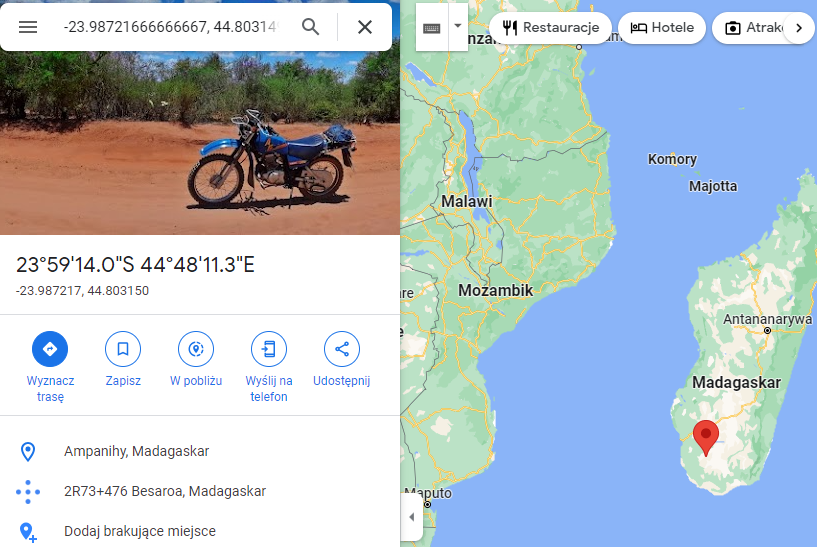 -23.98721666666667, 44.80314
Restauracje
Hotele
Atrak
23°59'14.0"S 44°48'11.3"E
-23.987217, 44.803150
Wyznacz
trasę
Zapisz
W pobliżu
Wyślij na
telefon
Udostępnij
Ampanihy, Madagaskar
2R73+476 Besaroa, Madagaskar
Dodaj brakujące miejsce
Komory
Majotta
Malawi
Mozambik
Antananarywa
Madagaskar
Maputo